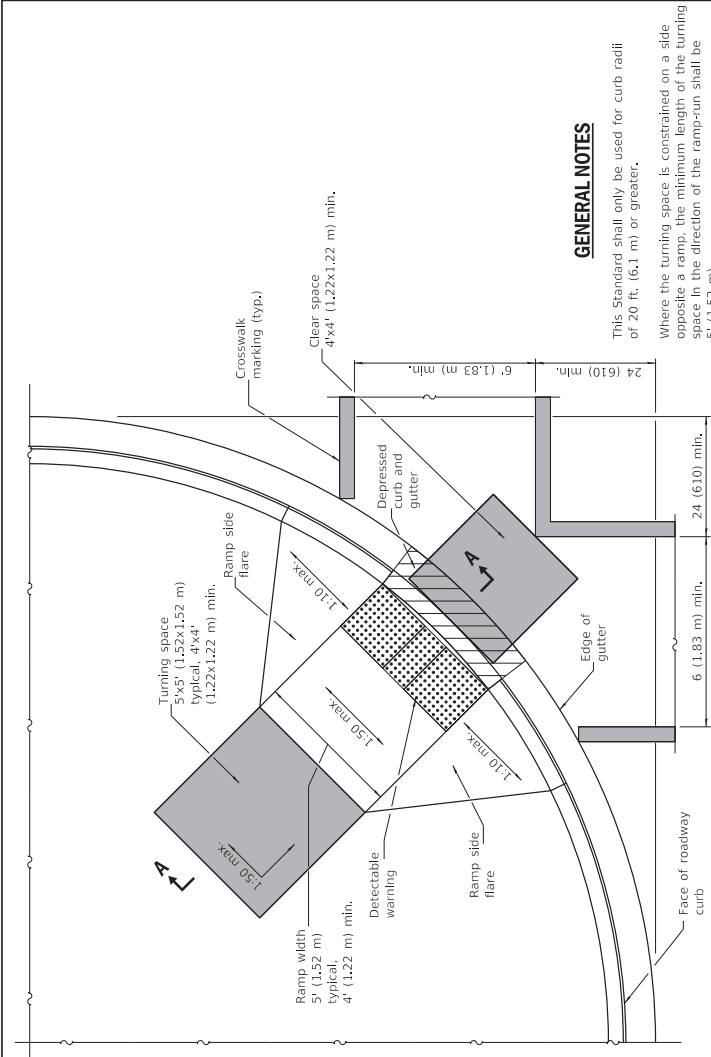 Crosswalk
marking (typ.)
Clear space
4'x4' (1.22x1.22 m) min.
6' (1.83 m) min.
24 (610) min.
Ramp side
flare
Depressed
curb and
gutter
Turning space
5'x5' (1.52x1.52 m)
typical, 4'x4'
(1.22x1.22 m) min.
1:10 max.
A
1:50 max.
1:50 max.
A
1:10 max.
24 (610) min.
6 (1.83 m) min.
Edge of
gutter
Ramp width
5' (1.52 m)
typical,
4' (1.22 m) min.
Detectable
warning
Ramp side
flare
Face of roadway
curb
GENERAL NOTES
This Standard shall only be used for curb radii
of 20 ft. (6.1 m) or greater.
Where the turning space is constrained on a side
opposite a ramp, the minimum length of the turning
space in the direction of the ramp-run shall be
5' (1.52 m)